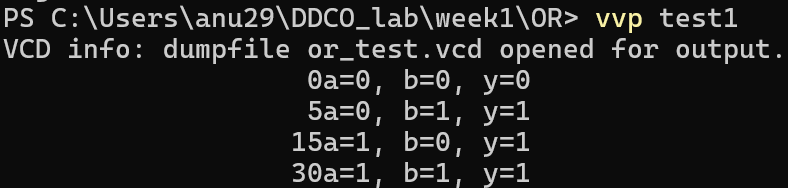 PS C:\Users\anu29\DDCO_lab\week1\OR> vvp test1
VCD info: dumpfile or_test.vcd opened for output.
                   0a=0, b=0, y=0
                   5a=0, b=1, y=1
                  15a=1, b=0, y=1
                  30a=1, b=1, y=1